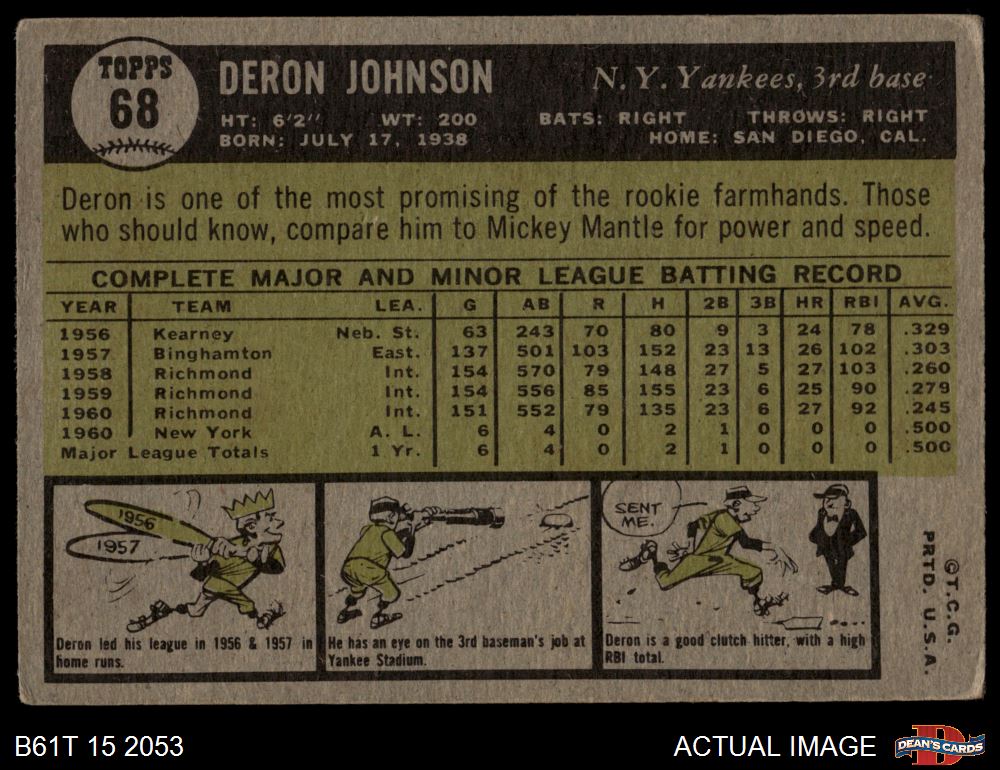 TOPPS
68
DERON JOHNSON
N. Y. Yankees, 3rd base
HT: 6'2" WT: 200 BATS: RIGHT THROWS: RIGHT
BORN: JULY 17, 1938 HOME: SAN DIEGO, CAL.
Deron is one of the most promising of the rookie farmhands. Those
who should know, compare him to Mickey Mantle for power and speed.
COMPLETE MAJOR AND MINOR LEAGUE BATTING RECORD
YEAR TEAM LEA. G AB R H 2B 3B HR RBI AVG.
1956 Kearney Neb. St. 63 243 70 80 9 3 24 78 .329
1957 Binghamton East. 137 501 103 152 23 13 26 102 .303
1958 Richmond Int. 154 570 79 148 27 5 27 103 .260
1959 Richmond Int. 154 556 85 155 23 6 25 90 .279
1960 Richmond Int. 151 552 79 135 23 6 27 92 .245
1960 New York A. L. 6 4 0 2 1 0 0 0 .500
Major League Totals 1 Yr. 6 4 0 2 1 0 0 0 .500
1956
1957
Deron led his league in 1956 & 1957 in
home runs.
He has an eye on the 3rd baseman's job at
Yankee Stadium.
SENT
ME.
Deron is a good clutch hitter, with a high
RBI total.
©T.C.G.
PRTD. U.S.A.
B61T 15 2053
ACTUAL IMAGE
D
DEAN'S CARDS